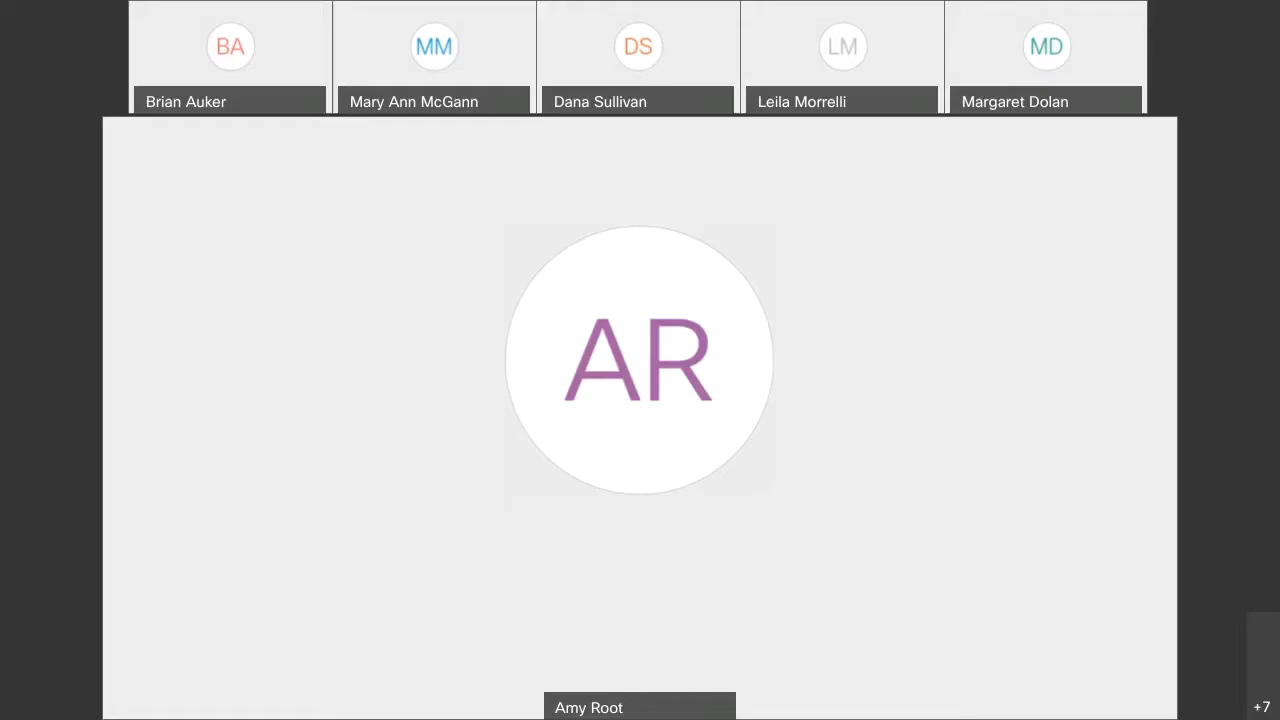 BA
MM
DS
LM
MD
Brian Auker
Mary Ann McGann
Dana Sullivan
Leila Morrelli
Margaret Dolan
AR
Amy Root
+7